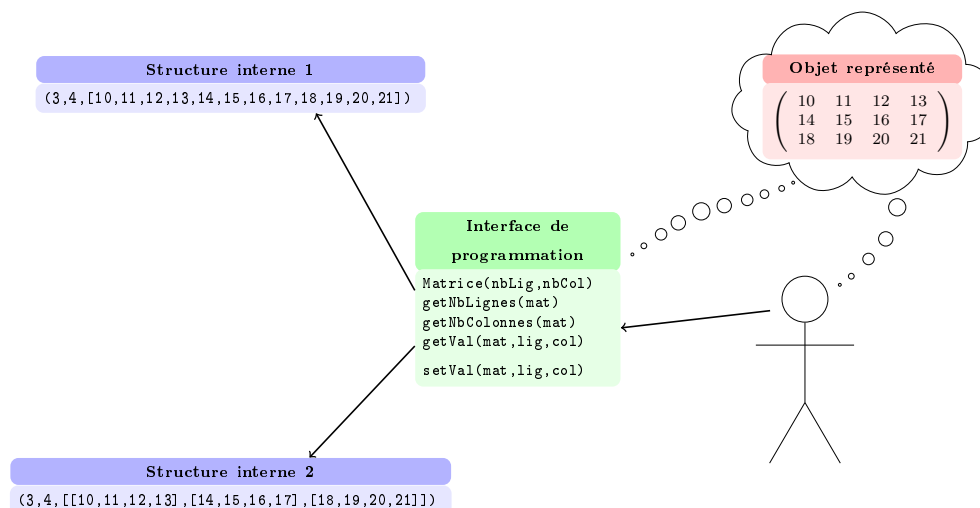 Structure interne 1
(3,4,[10,11,12,13,14,15,16,17,18,19,20,21])
Objet représenté
10 11 12 13
14 15 16 17
18 19 20 21
Interface de
programmation
Matrice(nbLig,nbCol)
getNbLignes(mat)
getNbColonnes(mat)
getVal(mat,lig,col)
setVal(mat,lig,col)
Structure interne 2
(3,4,[[10,11,12,13],[14,15,16,17],[18,19,20,21]])